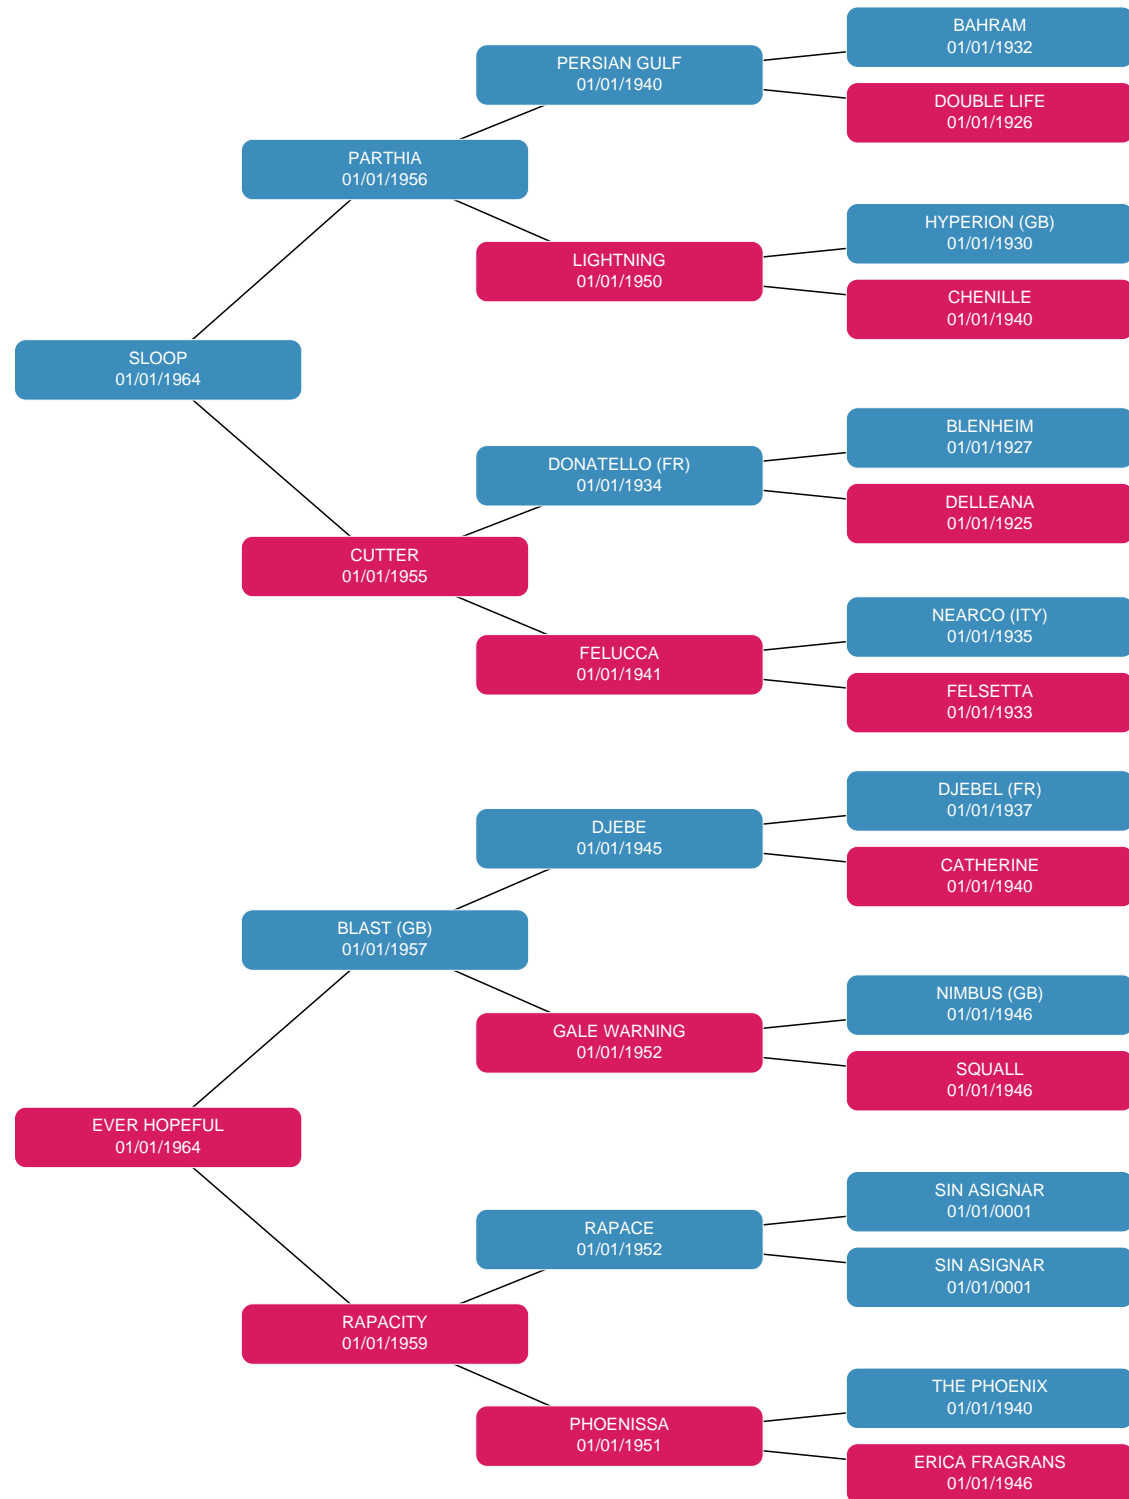 BAHRAM
01/01/1932
PERSIAN GULF
01/01/1940
DOUBLE LIFE
01/01/1926
PARTHIA
01/01/1956
HYPERION (GB)
01/01/1930
LIGHTNING
01/01/1950
CHENILLE
01/01/1940
SLOOP
01/01/1964
BLENHEIM
01/01/1927
DONATELLO (FR)
01/01/1934
DELLEANA
01/01/1925
CUTTER
01/01/1955
NEARCO (ITY)
01/01/1935
FELUCCA
01/01/1941
FELSETTA
01/01/1933
DJEBEL (FR)
01/01/1937
DJEBE
01/01/1945
CATHERINE
01/01/1940
BLAST (GB)
01/01/1957
NIMBUS (GB)
01/01/1946
GALE WARNING
01/01/1952
SQUALL
01/01/1946
EVER HOPEFUL
01/01/1964
SIN ASIGNAR
01/01/0001
RAPACE
01/01/1952
SIN ASIGNAR
01/01/0001
RAPACITY
01/01/1959
THE PHOENIX
01/01/1940
PHOENISSA
01/01/1951
ERICA FRAGRANS
01/01/1946